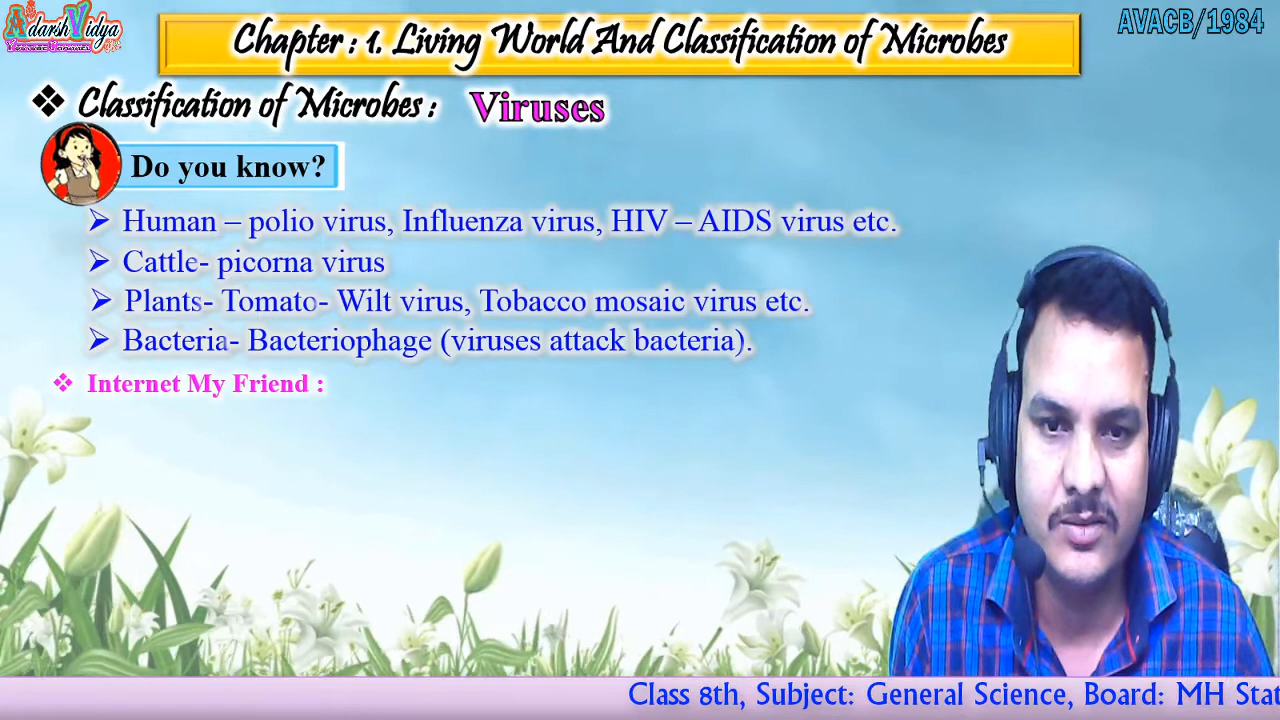 Adarsh Vidya
AVACB/1984
Chapter : 1. Living World And Classification of Microbes
❖ Classification of Microbes : Viruses
Do you know?
➢ Human – polio virus, Influenza virus, HIV – AIDS virus etc.
➢ Cattle- picorna virus
➢ Plants- Tomato- Wilt virus, Tobacco mosaic virus etc.
➢ Bacteria- Bacteriophage (viruses attack bacteria).
❖ Internet My Friend :
Class 8th, Subject: General Science, Board: MH Stat